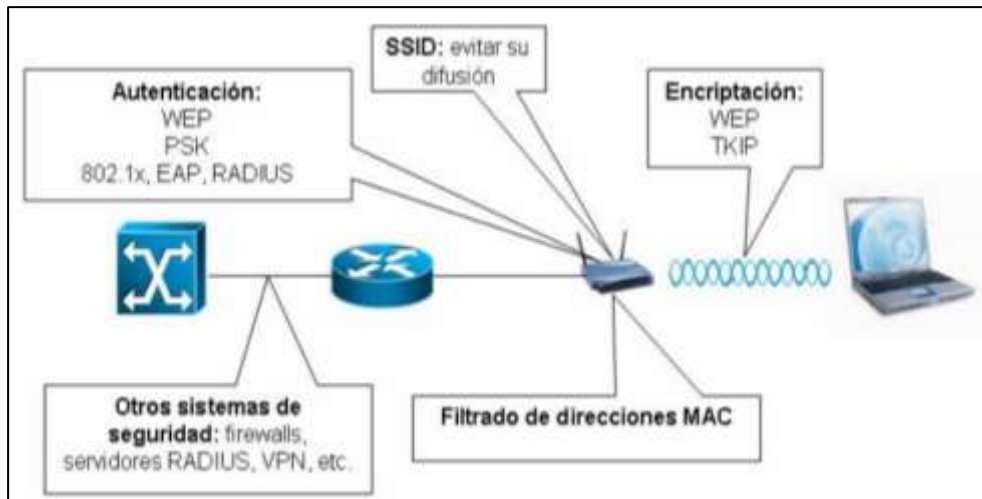 SSID: evitar su
difusión
Autenticación:
WEP
PSK
802.1x, EAP, RADIUS
Encriptación:
WEP
TKIP
Otros sistemas de
seguridad: firewalls,
servidores RADIUS, VPN, etc.
Filtrado de direcciones MAC